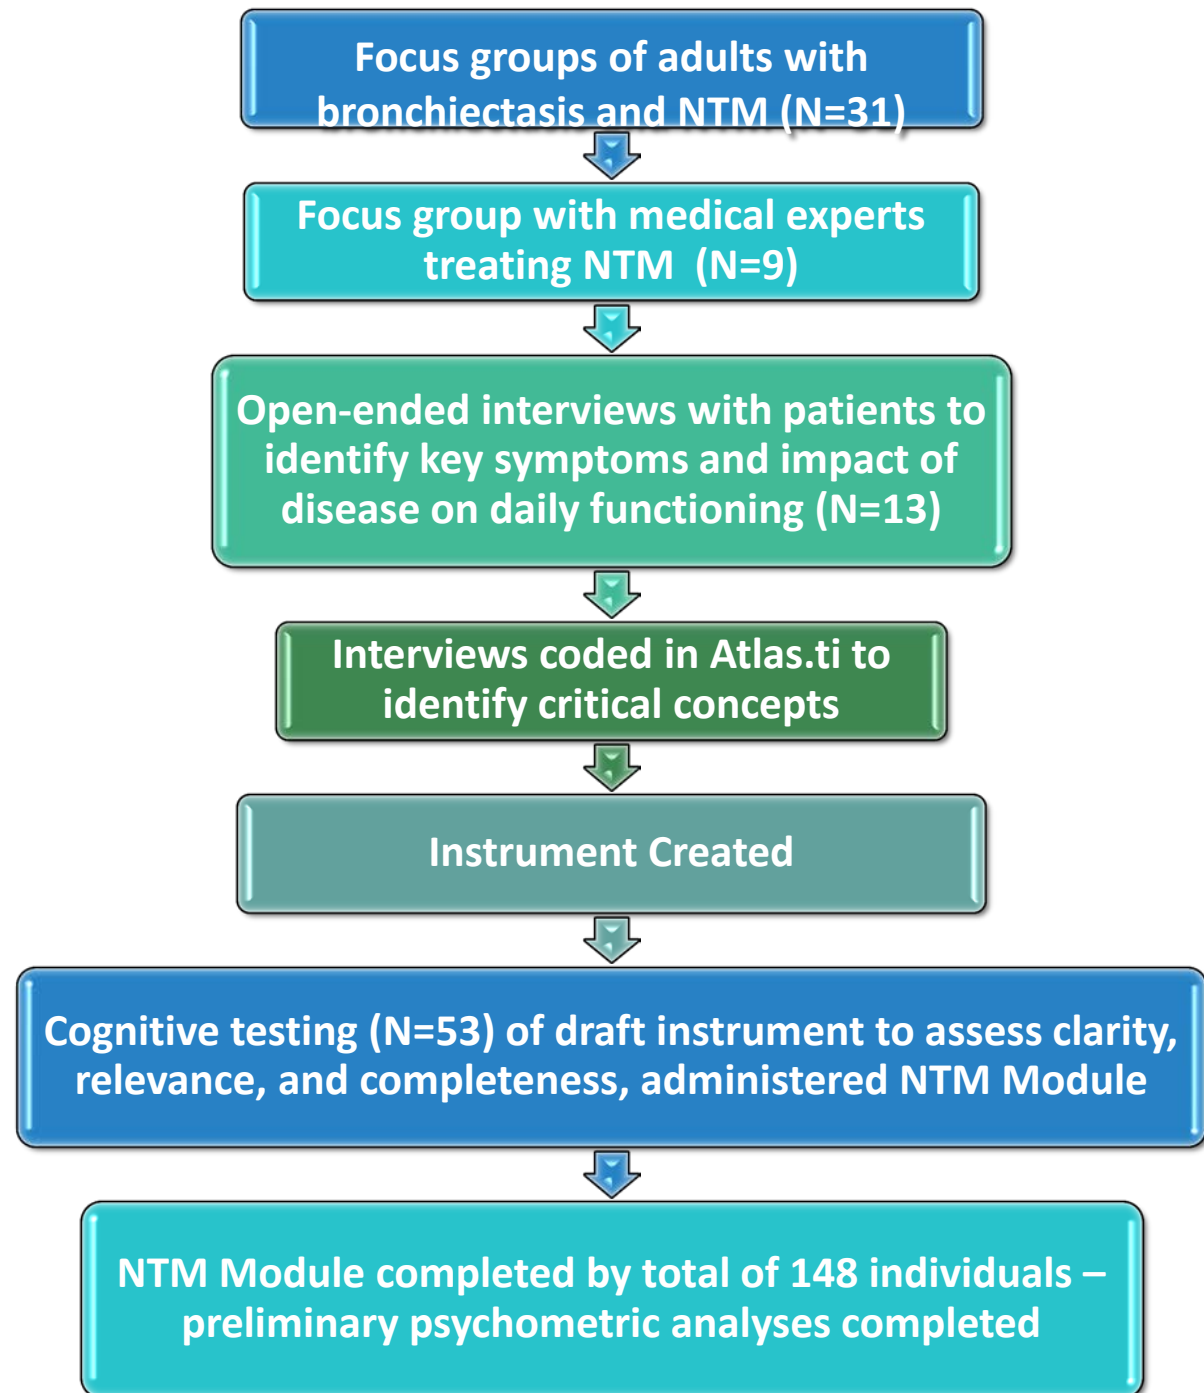 Focus groups of adults with
bronchiectasis and NTM (N=31)
Focus group with medical experts
treating NTM  (N=9)
Open-ended interviews with patients to
identify key symptoms and impact of
disease on daily functioning (N=13)
Interviews coded in Atlas.ti to
identify critical concepts
Instrument Created
Cognitive testing (N=53) of draft instrument to assess clarity,
relevance, and completeness, administered NTM Module
NTM Module completed by total of 148 individuals –
preliminary psychometric analyses completed